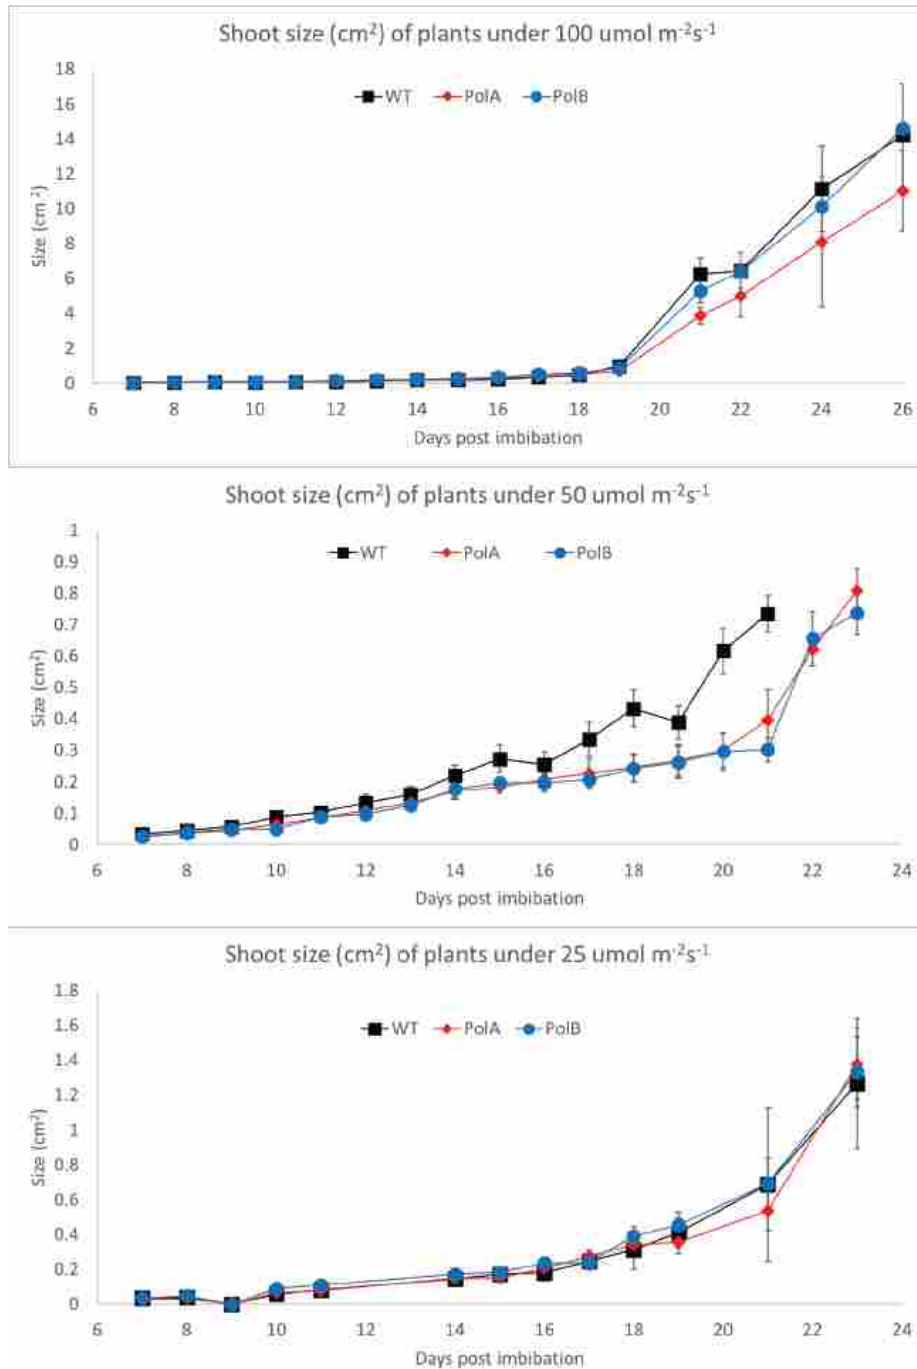 Shoot size (cm²) of plants under 100 umol m⁻²s⁻¹
18
WT PolA PolB
16
14
12
10
8
6
4
2
0
Size (cm²)
6 8 10 12 14 16 18 20 22 24 26
Days post imbibation
Shoot size (cm²) of plants under 50 umol m⁻²s⁻¹
1
WT PolA PolB
0.9
0.8
0.7
0.6
0.5
0.4
0.3
0.2
0.1
0
Size (cm²)
6 8 10 12 14 16 18 20 22 24
Days post imbibation
Shoot size (cm²) of plants under 25 umol m⁻²s⁻¹
1.8
WT PolA PolB
1.6
1.4
1.2
1
0.8
0.6
0.4
0.2
0
Size (cm²)
6 8 10 12 14 16 18 20 22 24
Days post imbibation